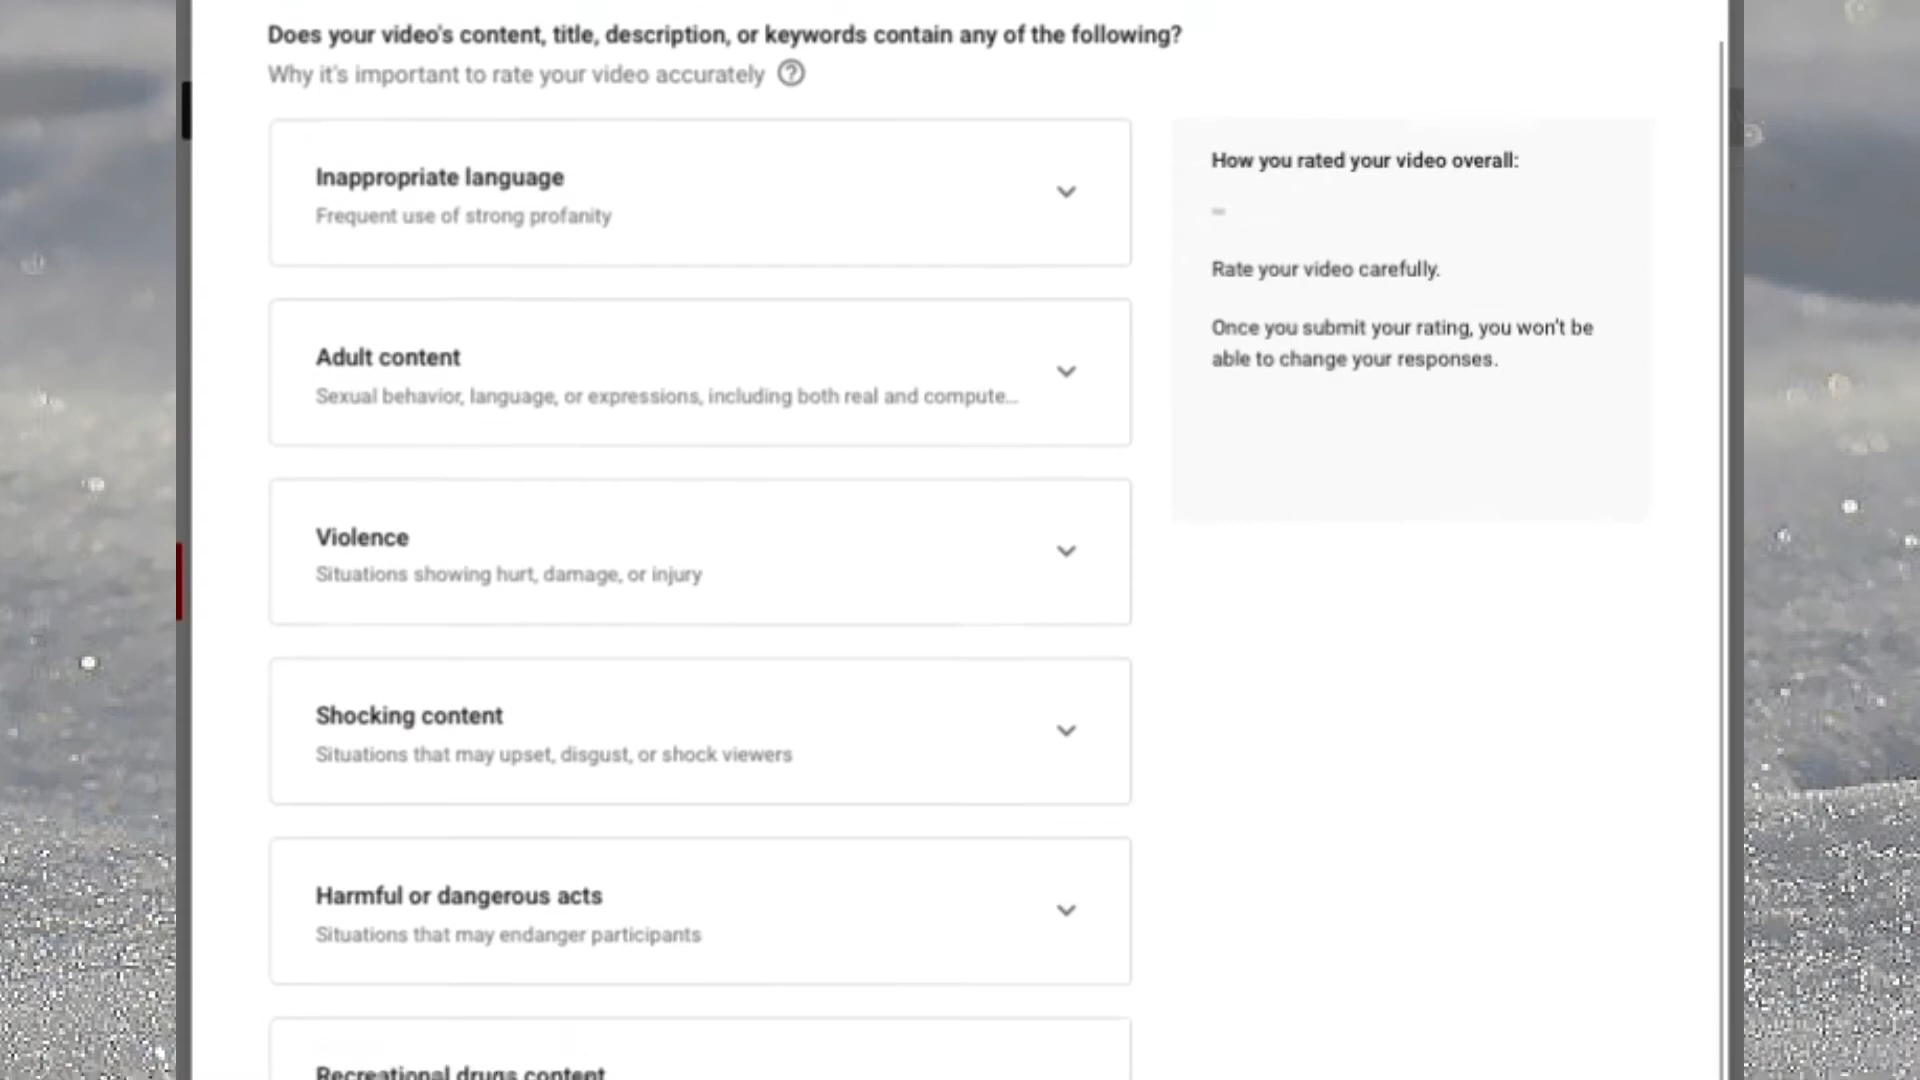 Does your video's content, title, description, or keywords contain any of the following?
Why it's important to rate your video accurately
Inappropriate language
Frequent use of strong profanity
Adult content
Sexual behavior, language, or expressions, including both real and compute...
Violence
Situations showing hurt, damage, or injury
Shocking content
Situations that may upset, disgust, or shock viewers
Harmful or dangerous acts
Situations that may endanger participants
Recreational drugs content
How you rated your video overall:
–
Rate your video carefully.
Once you submit your rating, you won't be
able to change your responses.